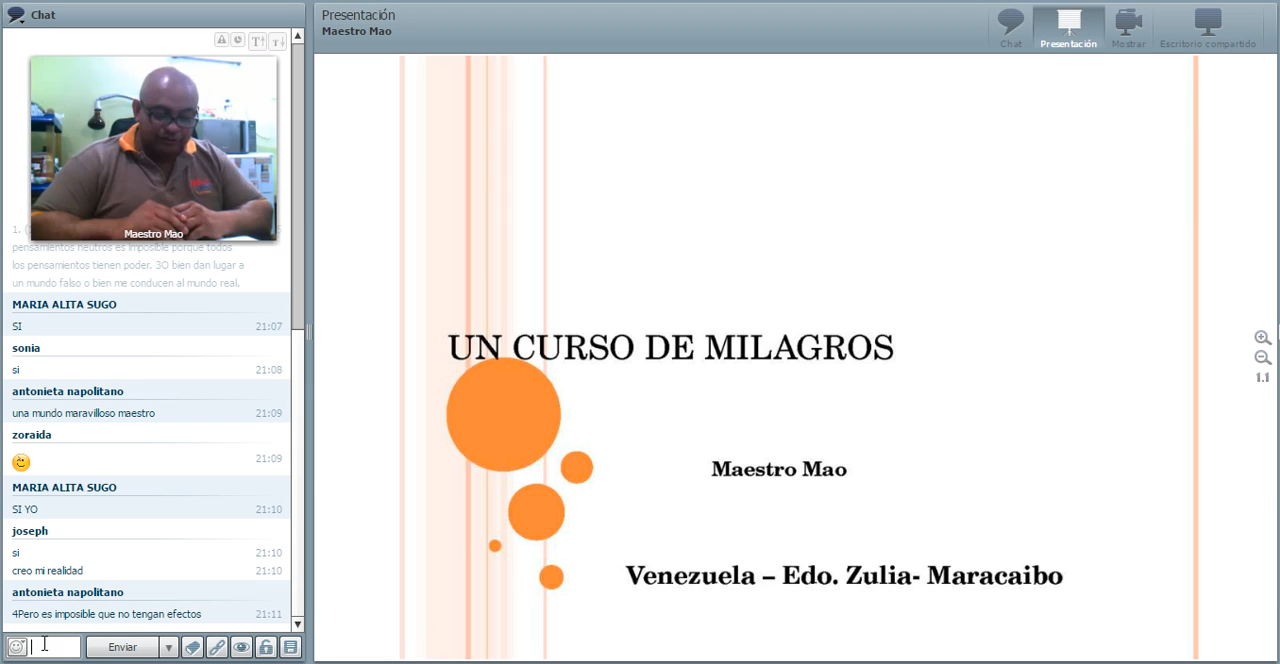 Chat
Maestro Mao
1.
pensamientos neutros es imposible porque todos
los pensamientos tienen poder. 3O bien dan lugar a
un mundo falso o bien me conducen al mundo real.
MARIA ALITA SUGO
SI 21:07
sonia
si 21:08
antonieta napolitano
una mundo maravilloso maestro 21:09
zoraida
21:09
MARIA ALITA SUGO
SI YO 21:10
joseph
si 21:10
creo mi realidad 21:10
antonieta napolitano
4Pero es imposible que no tengan efectos 21:11
Enviar
Presentación
Maestro Mao
Chat Presentación Mostrar Escritorio compartido
UN CURSO DE MILAGROS
Maestro Mao
Venezuela – Edo. Zulia- Maracaibo
1.1